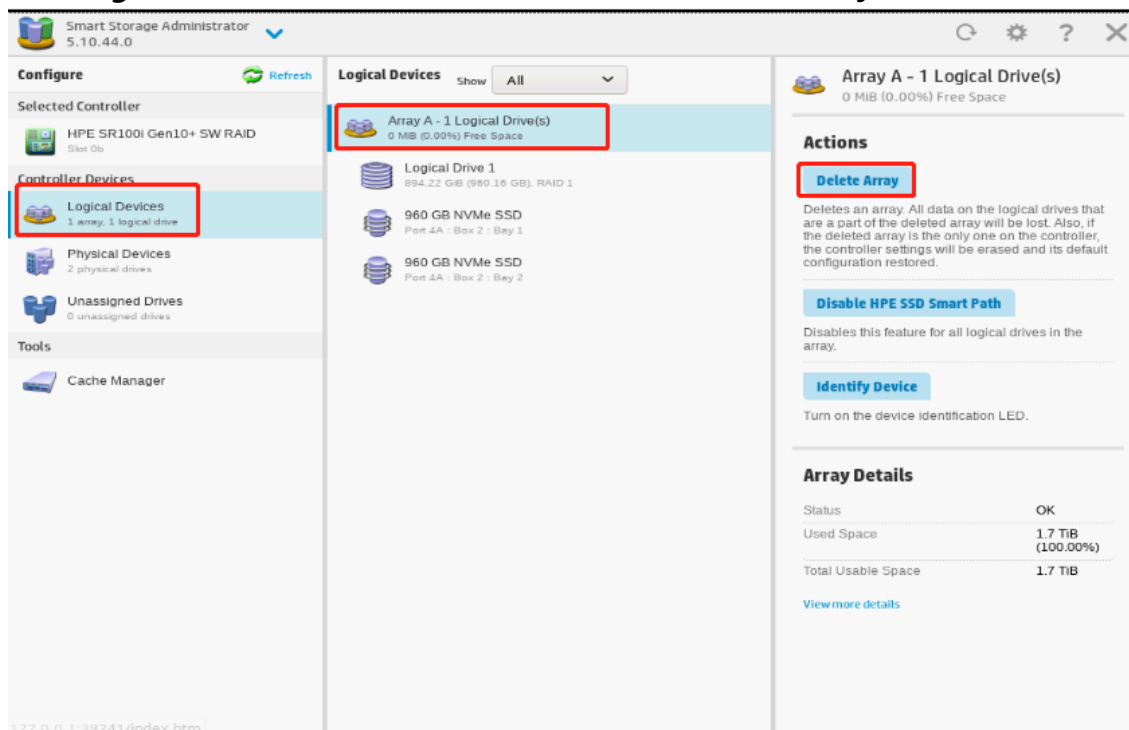 Smart Storage Administrator
5.10.44.0
Configure
Refresh
Selected Controller
HPE SR100i Gen10+ SW RAID
Slot 0b
Controller Devices
Logical Devices
1 array, 1 logical drive
Physical Devices
2 physical drives
Unassigned Drives
0 unassigned drives
Tools
Cache Manager
Logical Devices Show All
Array A - 1 Logical Drive(s)
0 MiB (0.00%) Free Space
Logical Drive 1
894.22 GiB (960.16 GB), RAID 1
960 GB NVMe SSD
Port 4A : Box 2 : Bay 1
960 GB NVMe SSD
Port 4A : Box 2 : Bay 2
Array A - 1 Logical Drive(s)
0 MiB (0.00%) Free Space
Actions
Delete Array
Deletes an array. All data on the logical drives that
are a part of the deleted array will be lost. Also, if
the deleted array is the only one on the controller,
the controller settings will be erased and its default
configuration restored.
Disable HPE SSD Smart Path
Disables this feature for all logical drives in the
array.
Identify Device
Turn on the device identification LED.
Array Details
Status OK
Used Space 1.7 TiB
(100.00%)
Total Usable Space 1.7 TiB
View more details